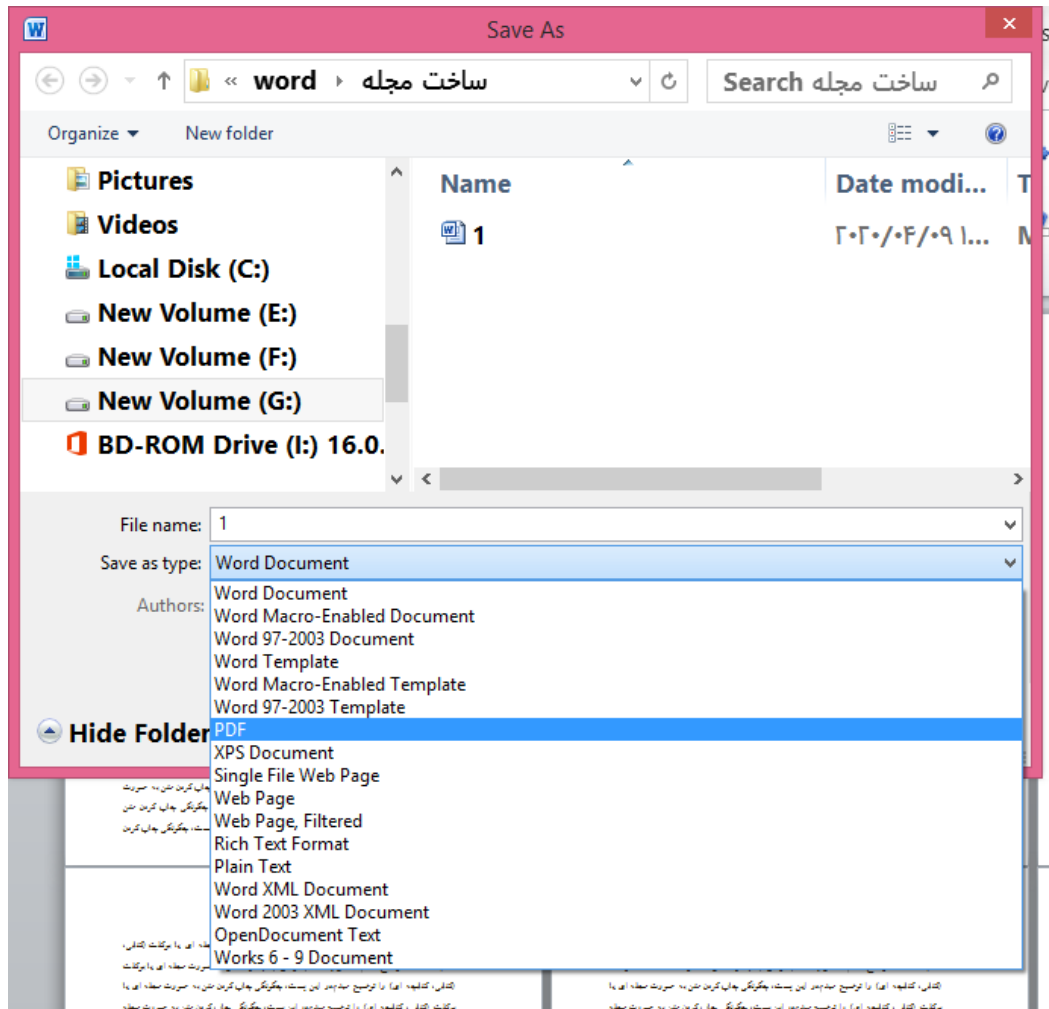 Save As
« word ▸ ساخت مجله
Search ساخت مجله
Organize
New folder
Pictures
Videos
Local Disk (C:)
New Volume (E:)
New Volume (F:)
New Volume (G:)
BD-ROM Drive (I:) 16.0.
Name
Date modi...
T
1
۲۰۲۰/۰۴/۰۹ ۱...
M
File name: 1
Save as type: Word Document
Authors:
Word Document
Word Macro-Enabled Document
Word 97-2003 Document
Word Template
Word Macro-Enabled Template
Word 97-2003 Template
PDF
XPS Document
Single File Web Page
Web Page
Web Page, Filtered
Rich Text Format
Plain Text
Word XML Document
Word 2003 XML Document
OpenDocument Text
Works 6 - 9 Document
Hide Folder